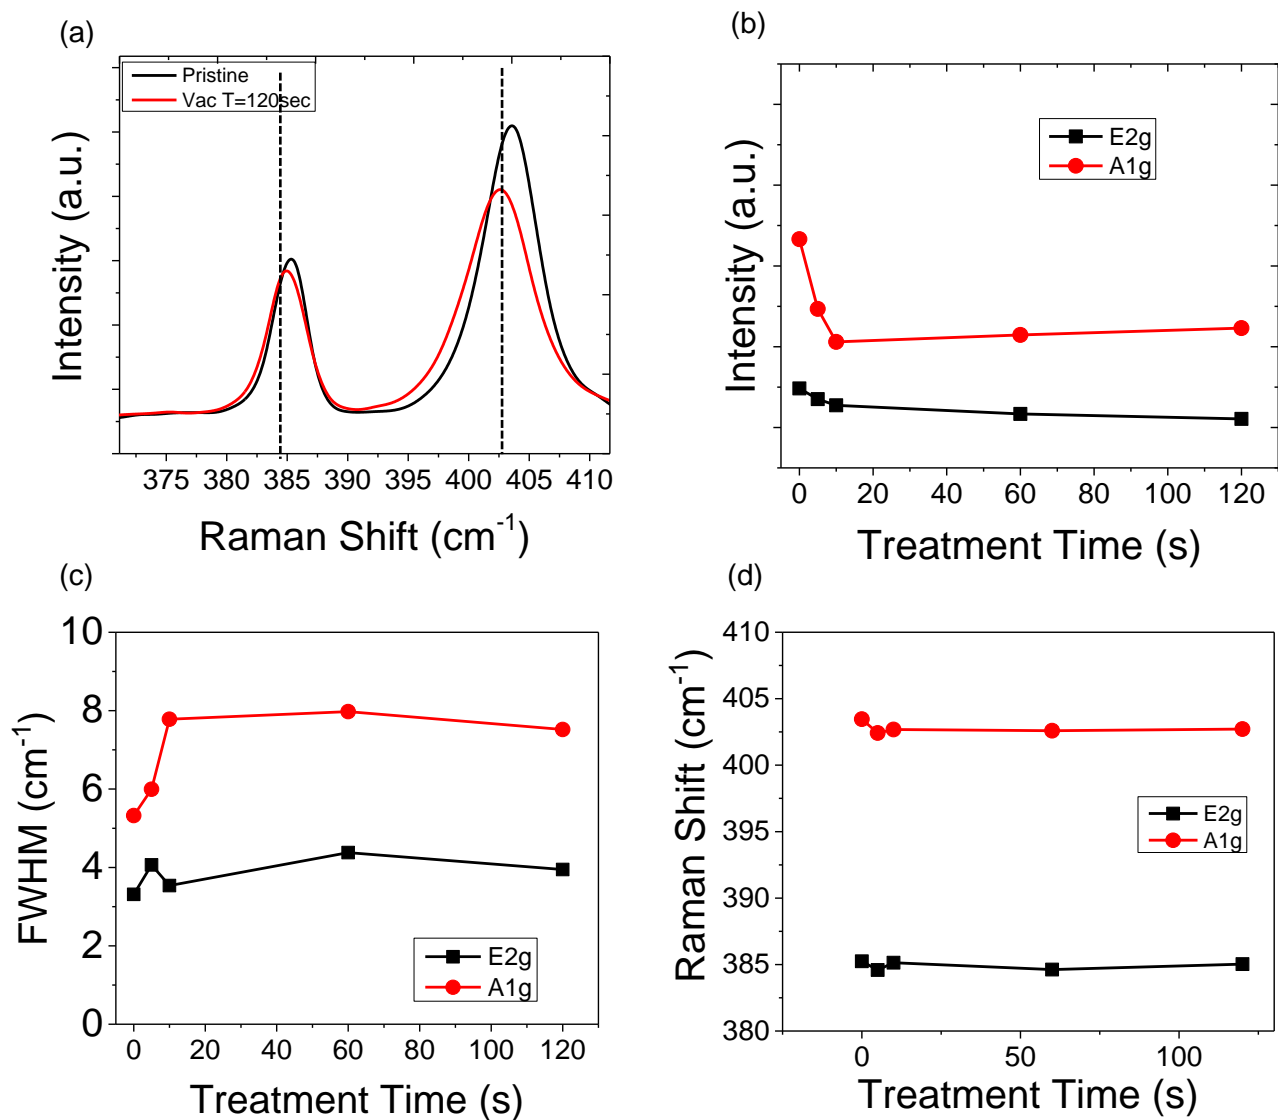 (a)
Pristine
Vac T=120sec
Intensity (a.u.)
375 380 385 390 395 400 405 410
Raman Shift (cm-1)
(b)
E2g
A1g
Intensity (a.u.)
0 20 40 60 80 100 120
Treatment Time (s)
(c)
10
8
6
4
2
0
FWHM (cm-1)
E2g
A1g
0 20 40 60 80 100 120
Treatment Time (s)
(d)
410
405
400
395
390
385
380
Raman Shift (cm-1)
E2g
A1g
0 50 100
Treatment Time (s)